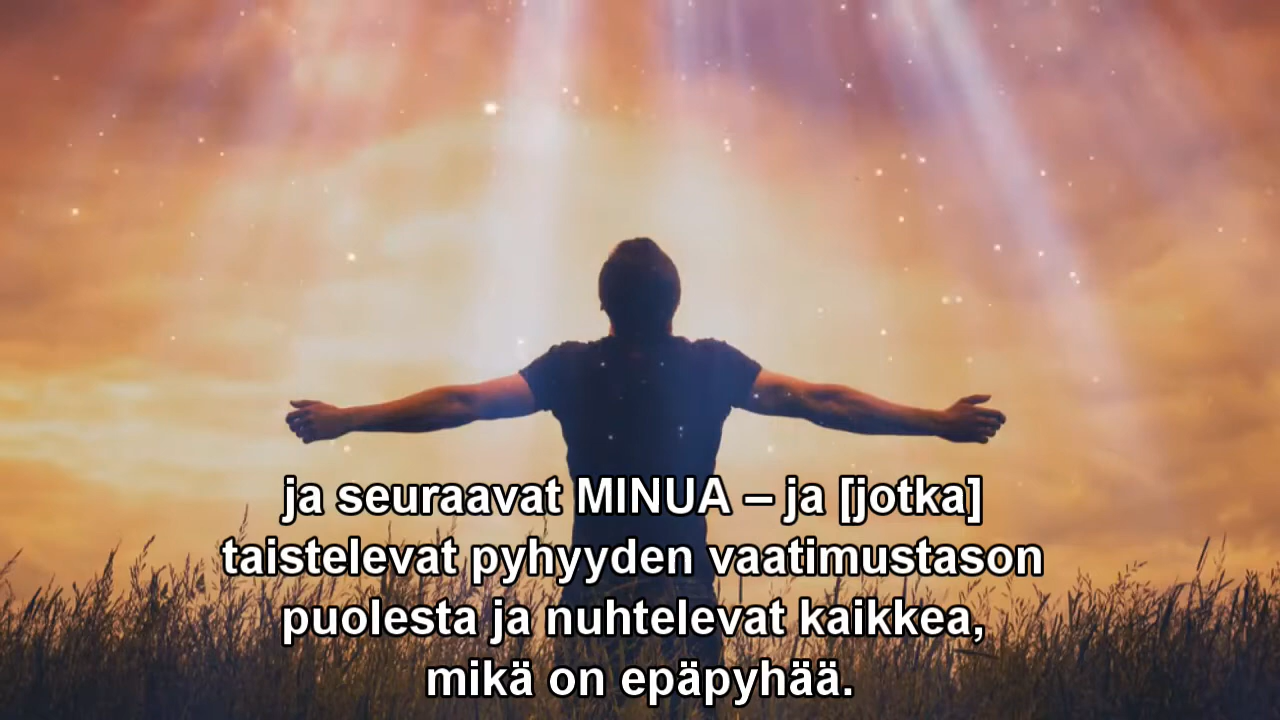 ja seuraavat MINUA – ja [jotka]
taistelevat pyhyyden vaatimustason
puolesta ja nuhtelevat kaikkea,
mikä on epäpyhää.